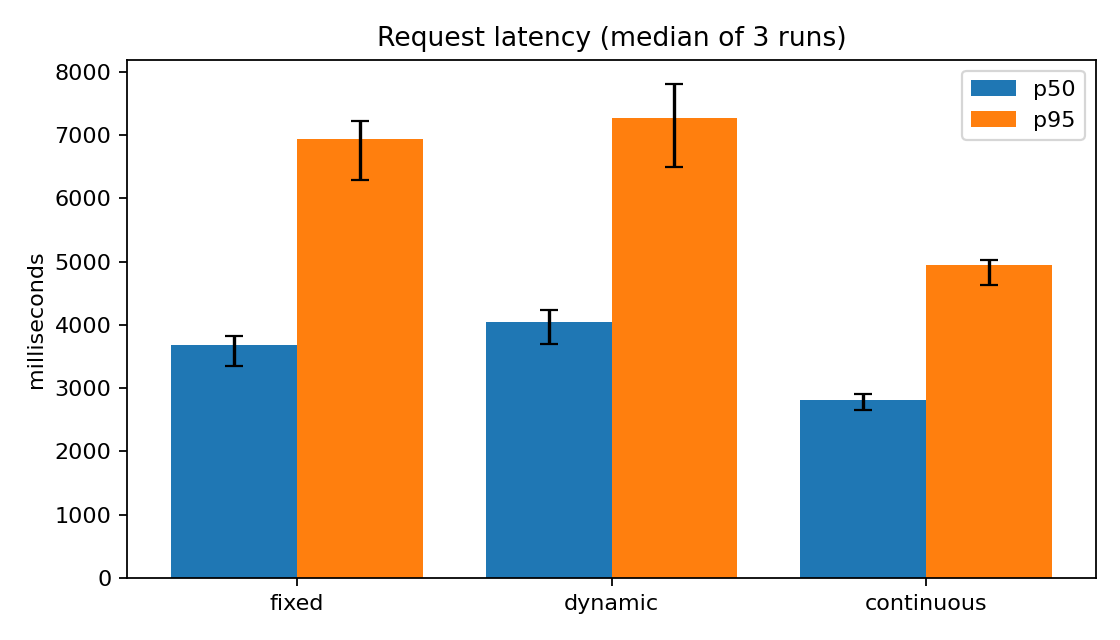 Request latency (median of 3 runs)
p50
p95
8000
7000
6000
5000
4000
3000
2000
1000
0
milliseconds
fixed
dynamic
continuous